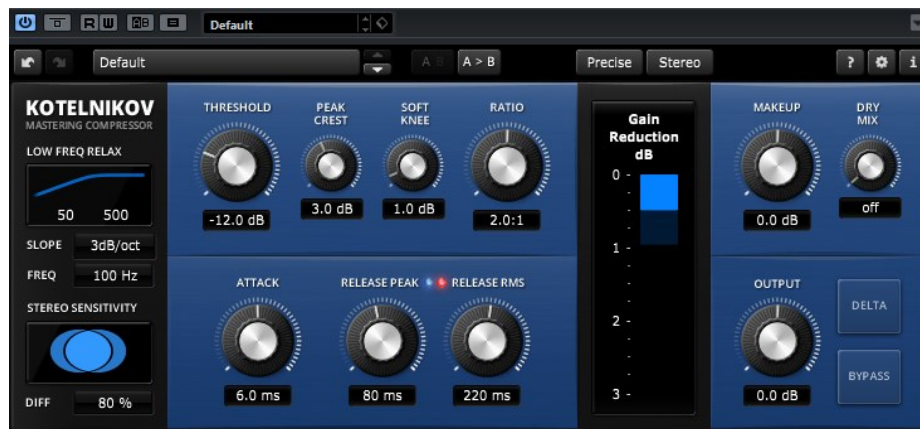 R W AB Default
Default A B A > B Precise Stereo ? i
KOTELNIKOV
MASTERING COMPRESSOR
LOW FREQ RELAX
50 500
SLOPE 3dB/oct
FREQ 100 Hz
STEREO SENSITIVITY
DIFF 80 %
THRESHOLD
-12.0 dB
PEAK
CREST
3.0 dB
SOFT
KNEE
1.0 dB
RATIO
2.0:1
ATTACK
6.0 ms
RELEASE PEAK
80 ms
RELEASE RMS
220 ms
Gain
Reduction
dB
0 -
1 -
2 -
3 -
MAKEUP
0.0 dB
DRY
MIX
off
OUTPUT
0.0 dB
DELTA
BYPASS